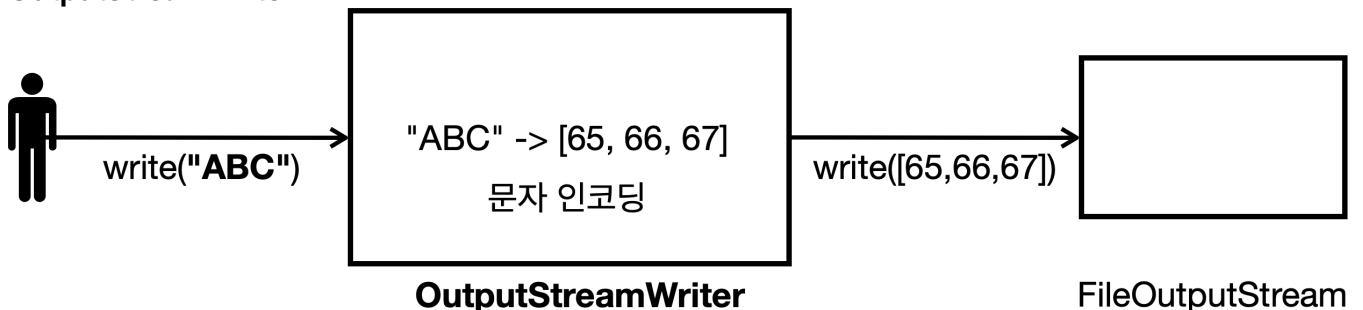 write("ABC")
"ABC" -> [65, 66, 67]
문자 인코딩
write([65,66,67])
OutputStreamWriter
FileOutputStream